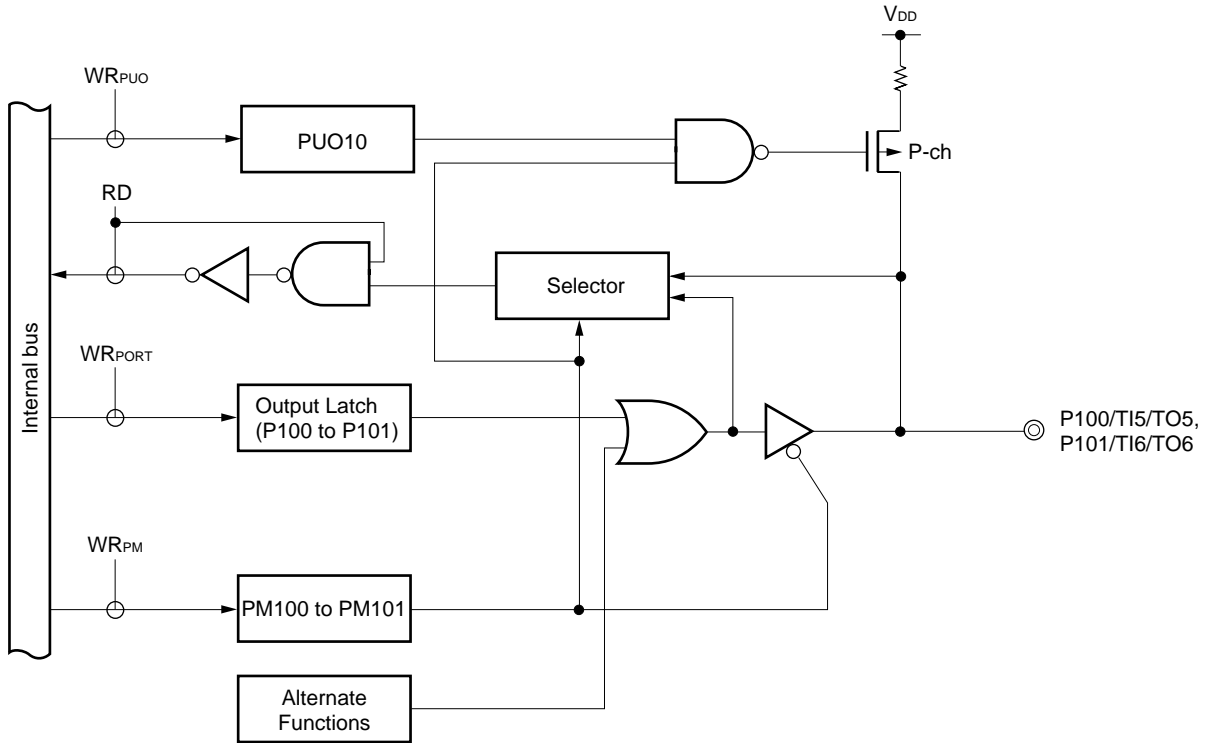 VDD
WRPUO
PUO10
P-ch
RD
Selector
Internal bus
WRPORT
Output Latch
(P100 to P101)
P100/TI5/TO5,
P101/TI6/TO6
WRPM
PM100 to PM101
Alternate
Functions